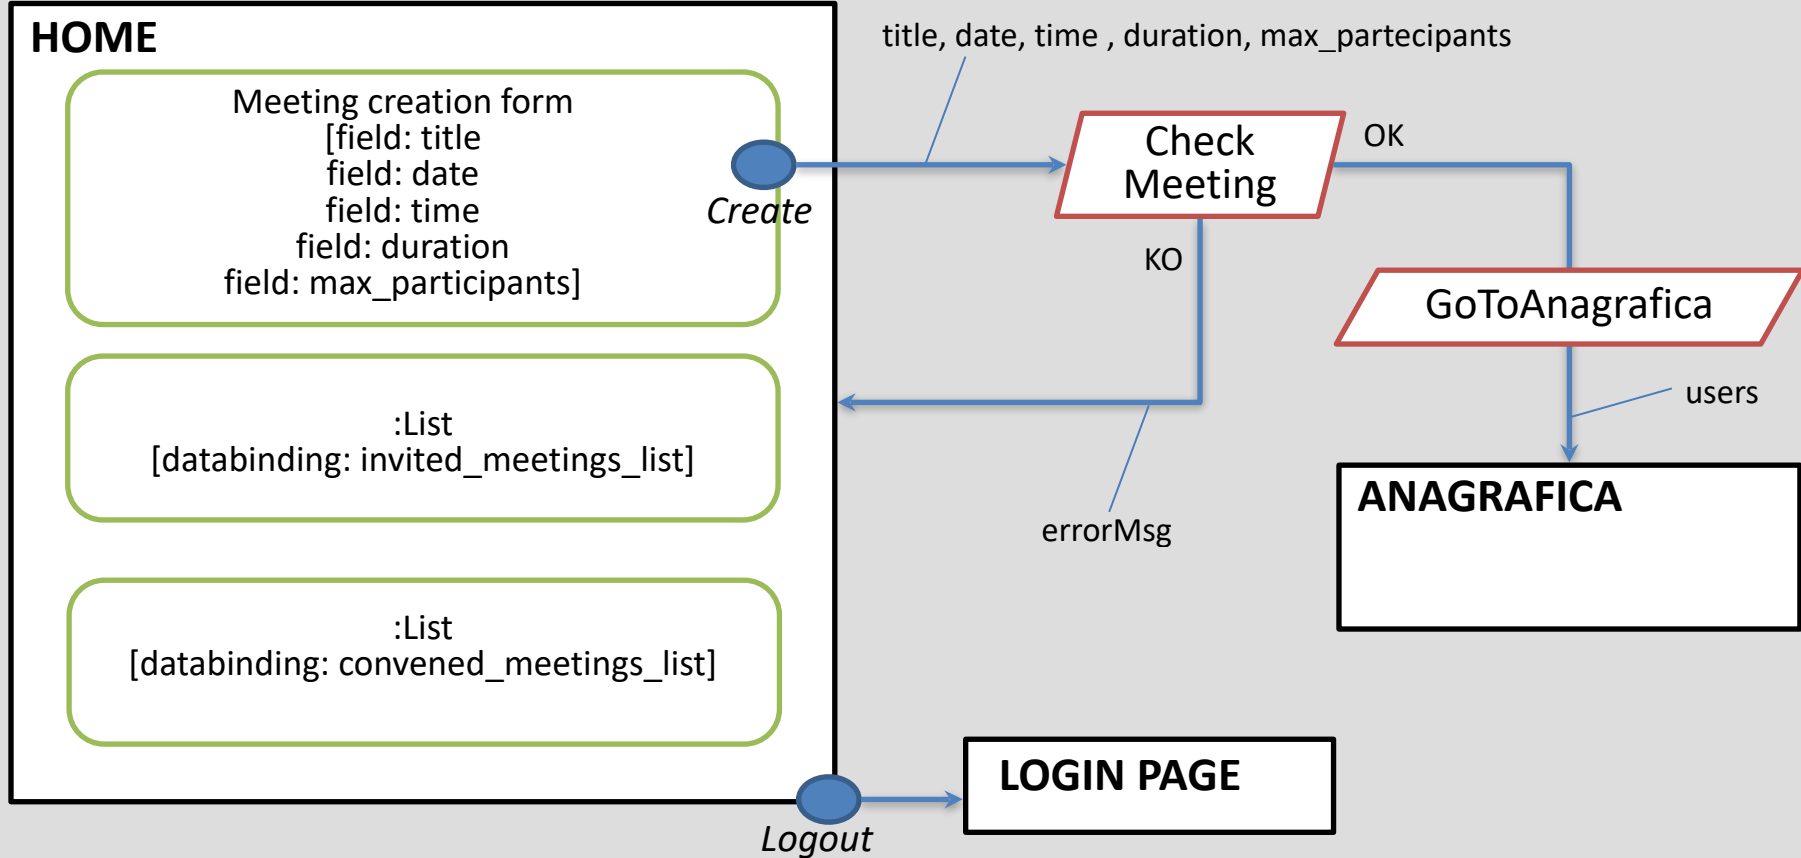 HOME
Meeting creation form
[field: title
field: date
field: time
field: duration
field: max_participants]
Create
:List
[databinding: invited_meetings_list]
:List
[databinding: convened_meetings_list]
Logout
title, date, time , duration, max_partecipants
Check
Meeting
OK
KO
GoToAnagrafica
users
errorMsg
ANAGRAFICA
LOGIN PAGE